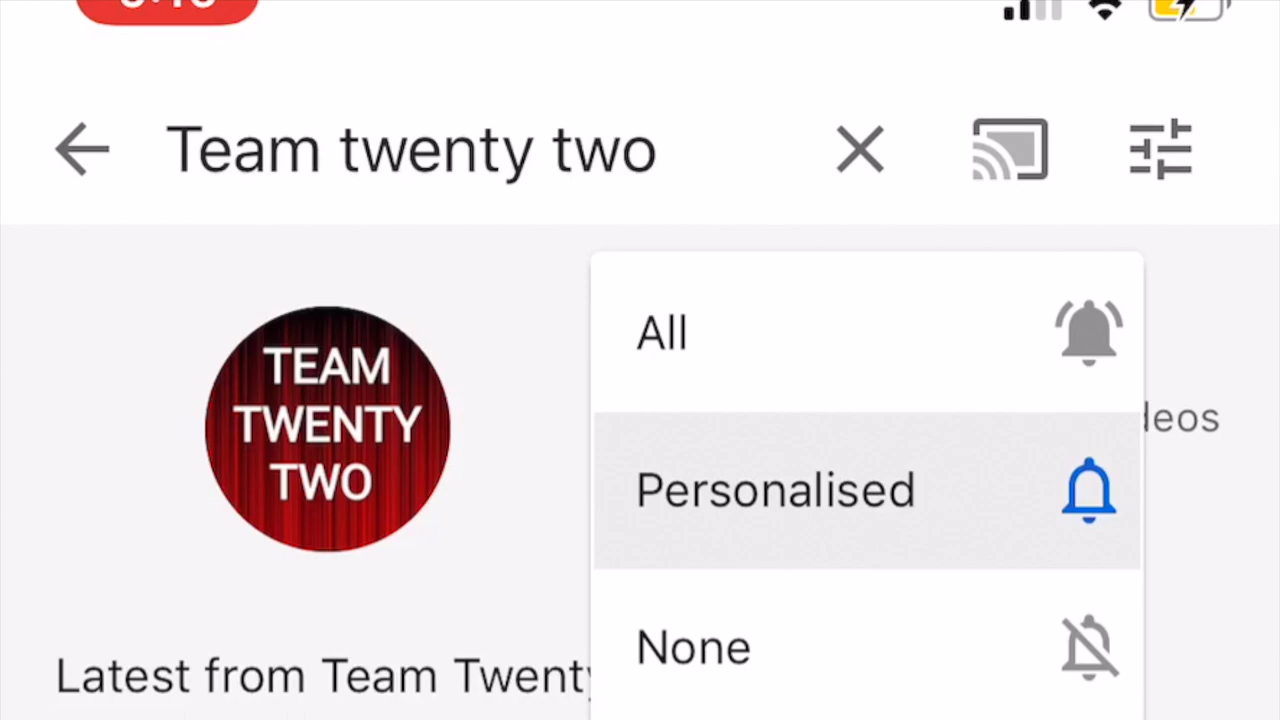 Team twenty two
All
TEAM
TWENTY
TWO
Personalised
None
Latest from Team Twenty